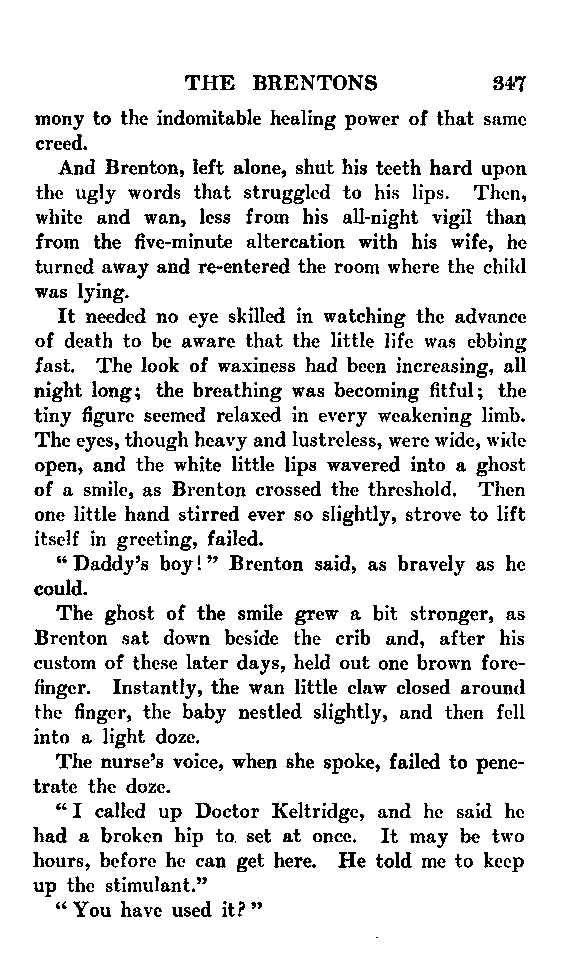 THE BRENTONS 347
mony to the indomitable healing power of that same
creed.
And Brenton, left alone, shut his teeth hard upon
the ugly words that struggled to his lips. Then,
white and wan, less from his all-night vigil than
from the five-minute altercation with his wife, he
turned away and re-entered the room where the child
was lying.
It needed no eye skilled in watching the advance
of death to be aware that the little life was ebbing
fast. The look of waxiness had been increasing, all
night long; the breathing was becoming fitful; the
tiny figure seemed relaxed in every weakening limb.
The eyes, though heavy and lustreless, were wide, wide
open, and the white little lips wavered into a ghost
of a smile, as Brenton crossed the threshold. Then
one little hand stirred ever so slightly, strove to lift
itself in greeting, failed.
"Daddy's boy!" Brenton said, as bravely as he
could.
The ghost of the smile grew a bit stronger, as
Brenton sat down beside the crib and, after his
custom of these later days, held out one brown fore-
finger. Instantly, the wan little claw closed around
the finger, the baby nestled slightly, and then fell
into a light doze.
The nurse's voice, when she spoke, failed to pene-
trate the doze.
"I called up Doctor Keltridge, and he said he
had a broken hip to set at once. It may be two
hours, before he can get here. He told me to keep
up the stimulant."
"You have used it?"